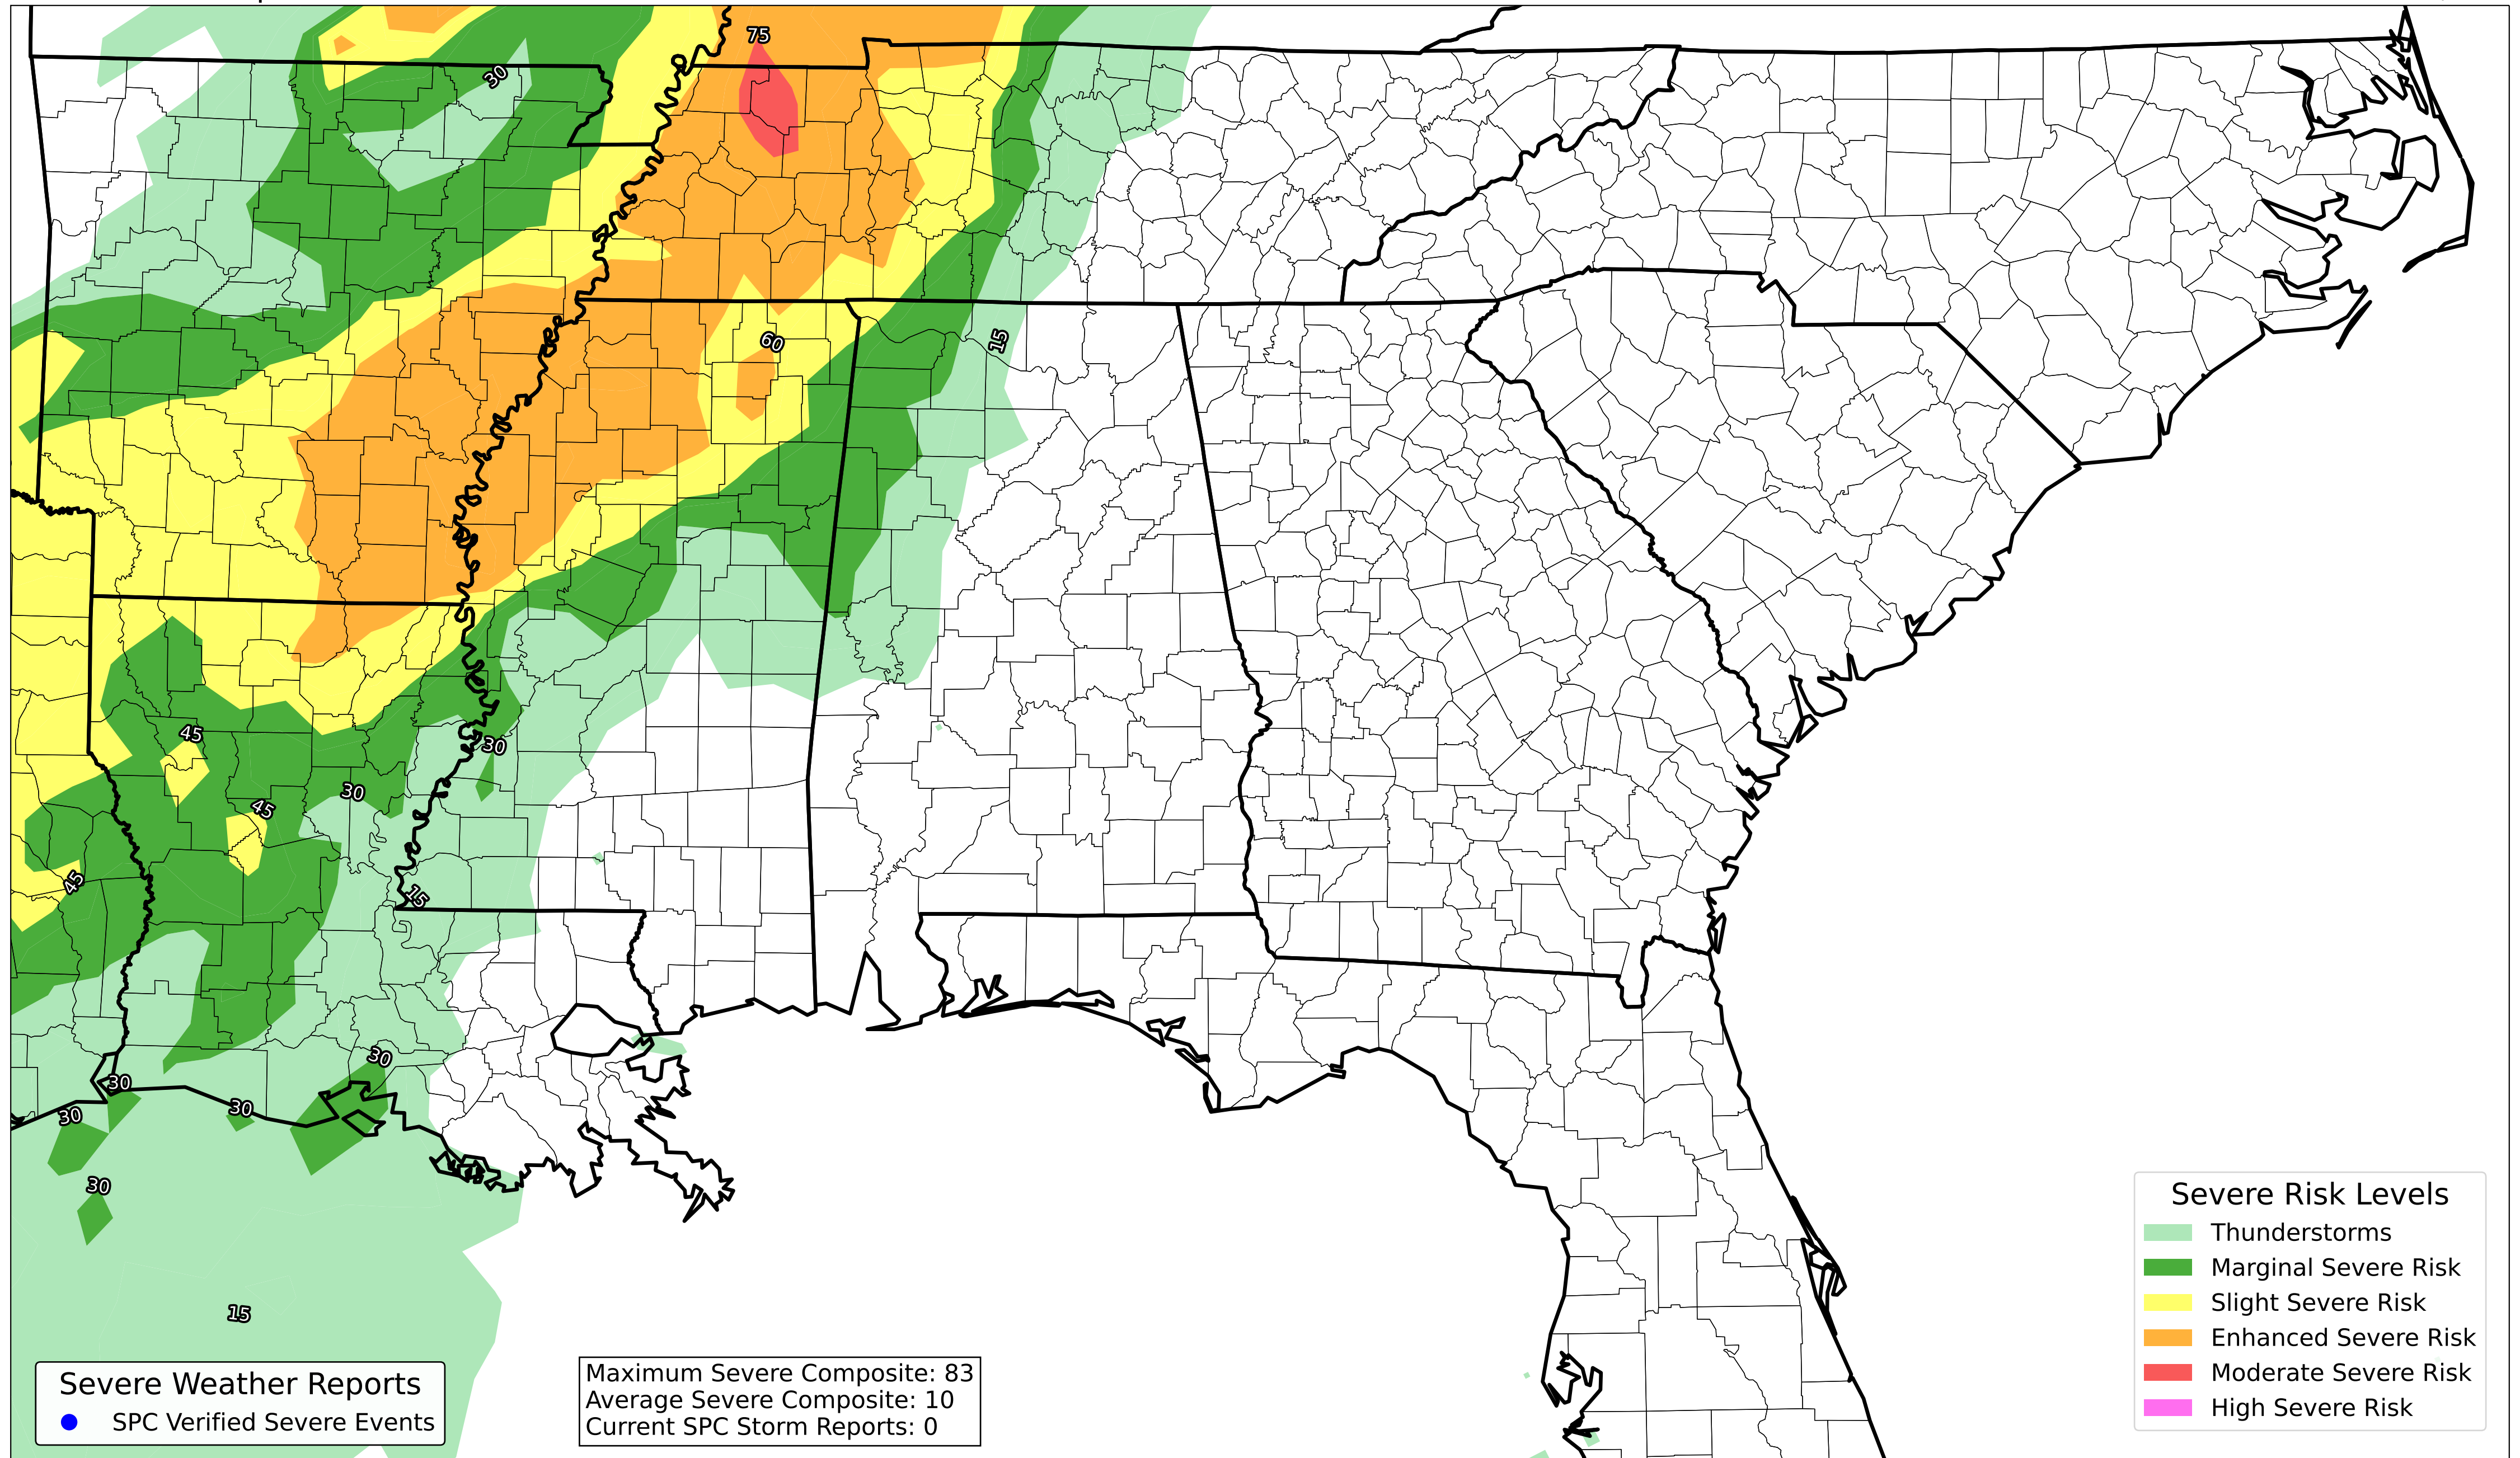 75
30
60
15
45
30
45
30
45
15
30
30
30
30
30
15
Severe Weather Reports
SPC Verified Severe Events
Maximum Severe Composite: 83
Average Severe Composite: 10
Current SPC Storm Reports: 0
Severe Risk Levels
Thunderstorms
Marginal Severe Risk
Slight Severe Risk
Enhanced Severe Risk
Moderate Severe Risk
High Severe Risk